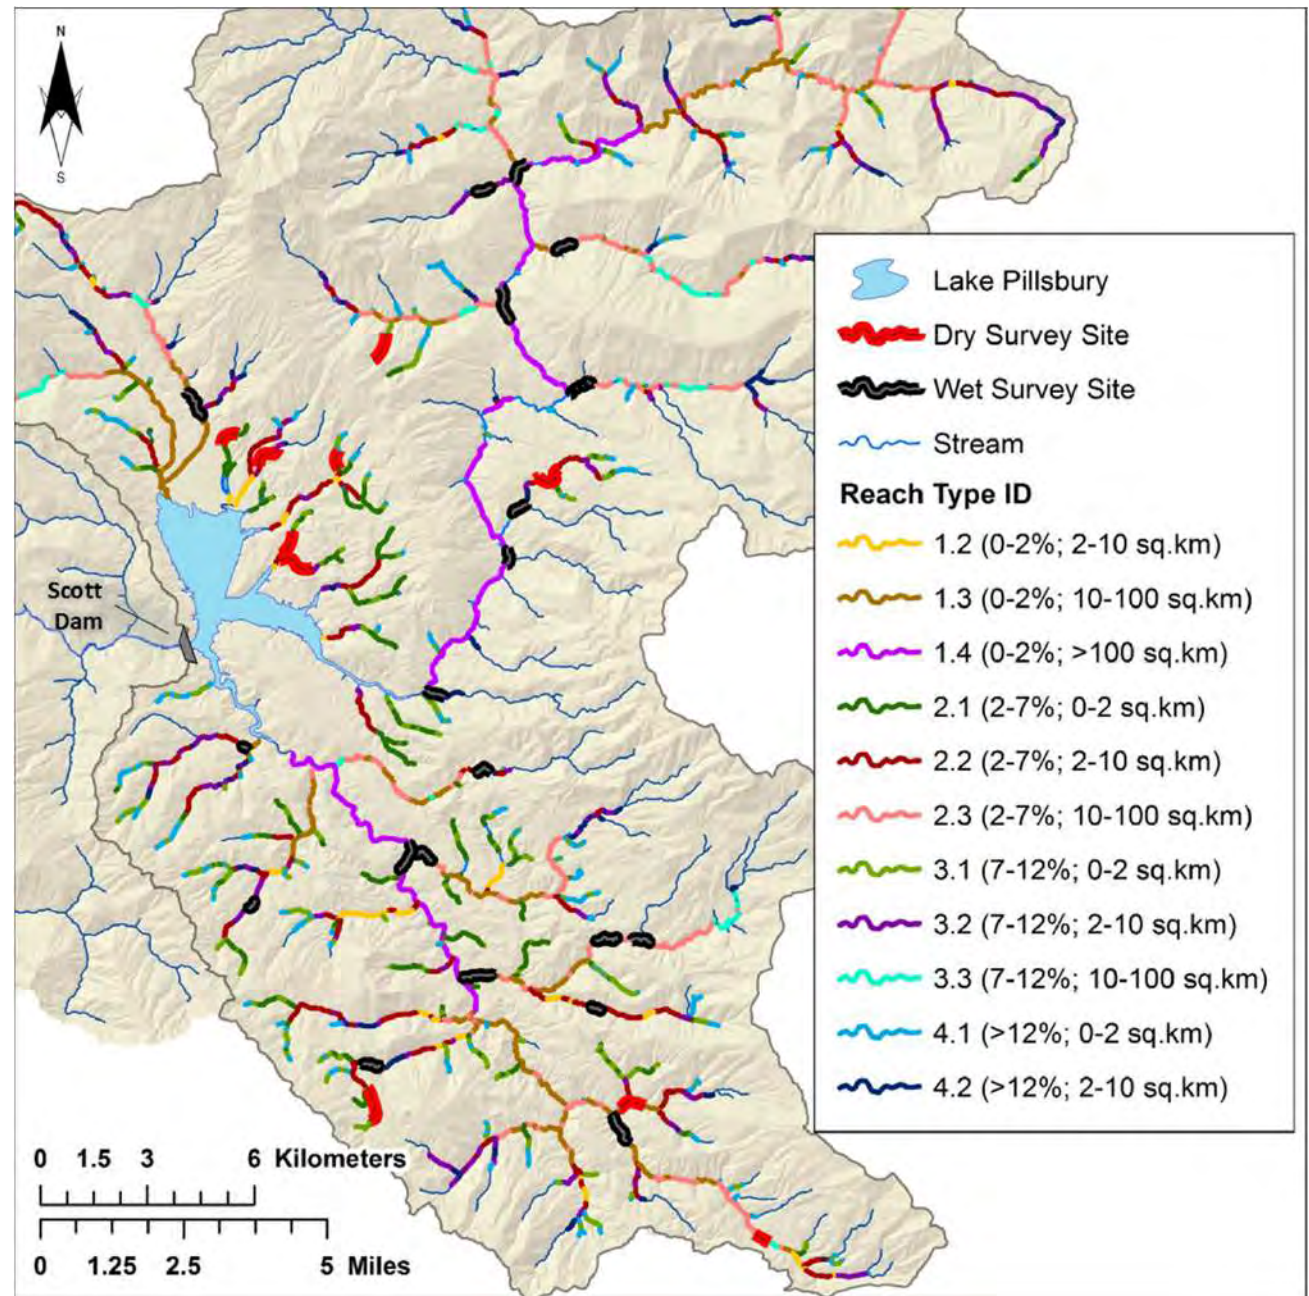 N
S
Lake Pillsbury
Dry Survey Site
Wet Survey Site
Stream
Reach Type ID
1.2 (0-2%; 2-10 sq.km)
1.3 (0-2%; 10-100 sq.km)
1.4 (0-2%; >100 sq.km)
2.1 (2-7%; 0-2 sq.km)
2.2 (2-7%; 2-10 sq.km)
2.3 (2-7%; 10-100 sq.km)
3.1 (7-12%; 0-2 sq.km)
3.2 (7-12%; 2-10 sq.km)
3.3 (7-12%; 10-100 sq.km)
4.1 (>12%; 0-2 sq.km)
4.2 (>12%; 2-10 sq.km)
Scott
Dam
0 1.5 3 6 Kilometers
0 1.25 2.5 5 Miles